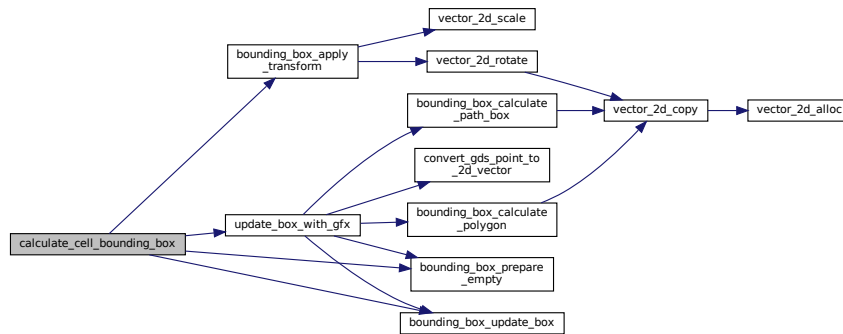 vector_2d_scale
bounding_box_apply
_transform
vector_2d_rotate
bounding_box_calculate
_path_box
vector_2d_copy
vector_2d_alloc
convert_gds_point_to
_2d_vector
bounding_box_calculate
_polygon
update_box_with_gfx
calculate_cell_bounding_box
bounding_box_prepare
_empty
bounding_box_update_box